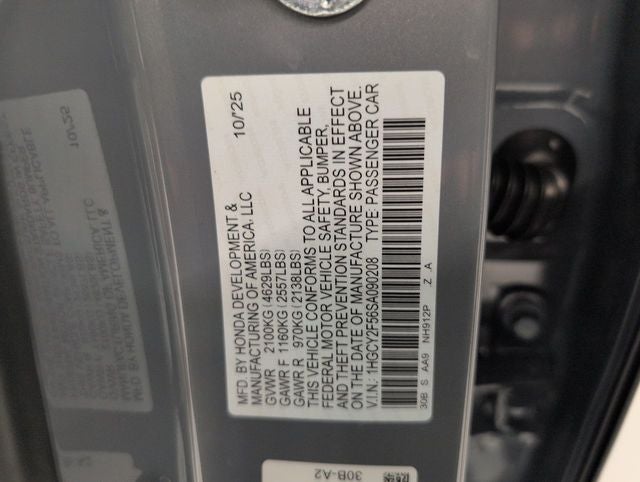 MFD. BY HONDA DEVELOPMENT & 10/25
MANUFACTURING OF AMERICA, LLC
GVWR 2100KG (4629LBS)
GAWR F 1160KG (2557LBS)
GAWR R 970KG (2138LBS)
THIS VEHICLE CONFORMS TO ALL APPLICABLE
FEDERAL MOTOR VEHICLE SAFETY, BUMPER,
AND THEFT PREVENTION STANDARDS IN EFFECT
ON THE DATE OF MANUFACTURE SHOWN ABOVE.
V.I.N.: 1HGCY2F56SA090208 TYPE: PASSENGER CAR
30B S AA9 NH912P .Z .A
30B-A2